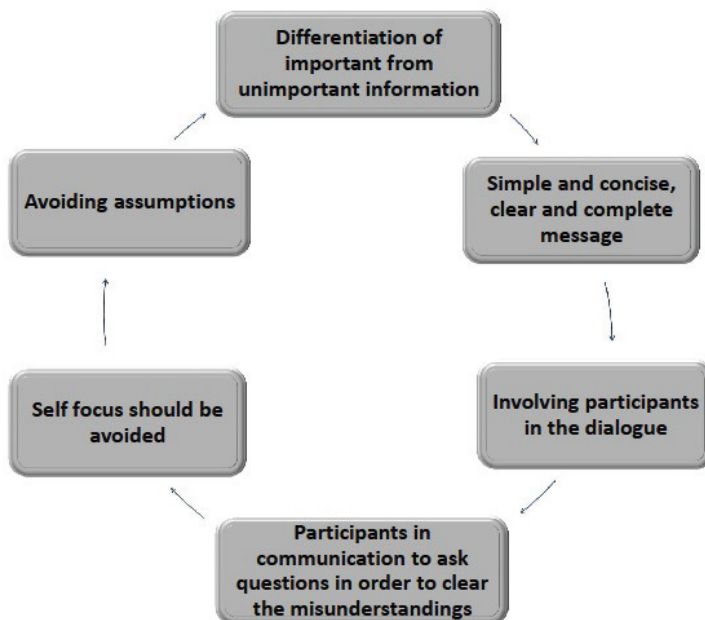 Differentiation of
important from
unimportant information
Simple and concise,
clear and complete
message
Involving participants
in the dialogue
Participants in
communication to ask
questions in order to clear
the misunderstandings
Self focus should be
avoided
Avoiding assumptions